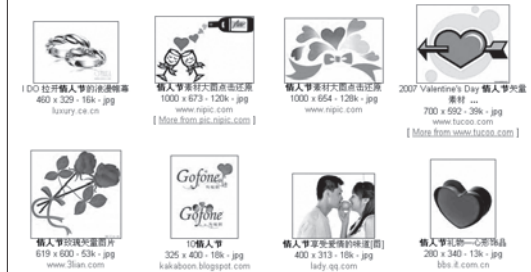 I DO 拉开情人节的浪漫帷幕
460 x 329 - 16k - jpg
luxury.ce.cn
情人节素材大图点击还原
1000 x 673 - 120k - jpg
www.nipic.com
[ More from pic.nipic.com ]
情人节素材大图点击还原
1000 x 654 - 128k - jpg
www.nipic.com
2007 Valentine's Day 情人节矢量
素材 ...
700 x 592 - 39k - jpg
www.tucoo.com
[ More from www.tucoo.com ]
Gofone
Gofone
情人节玫瑰矢量图片
619 x 600 - 53k - jpg
www.3lian.com
10情人节
325 x 400 - 18k - jpg
kakaboon.blogspot.com
情人节享受爱情的味道[图]
400 x 313 - 18k - jpg
lady.qq.com
情人节礼物—心形饰品
280 x 340 - 13k - jpg
bbs.it.com.cn